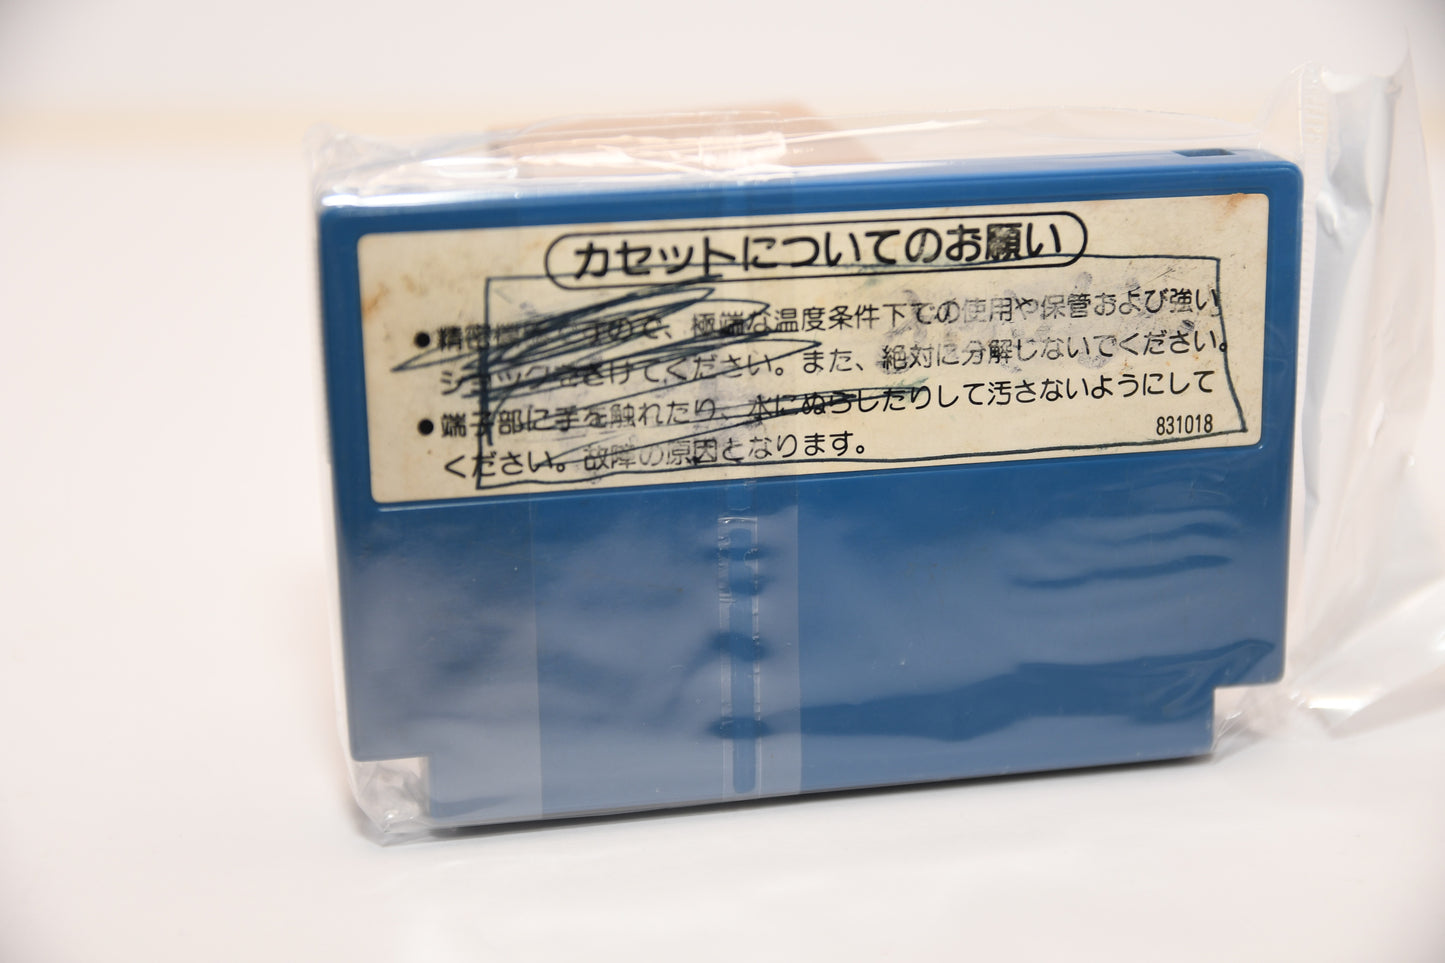 カセットについてのお願い
●精密機器ですので、極端な温度条件下での使用や保管および強い
ショックをさけてください。また、絶対に分解しないでください。
●端子部に手を触れたり、水にぬらしたりして汚さないようにして
ください。故障の原因となります。
831018